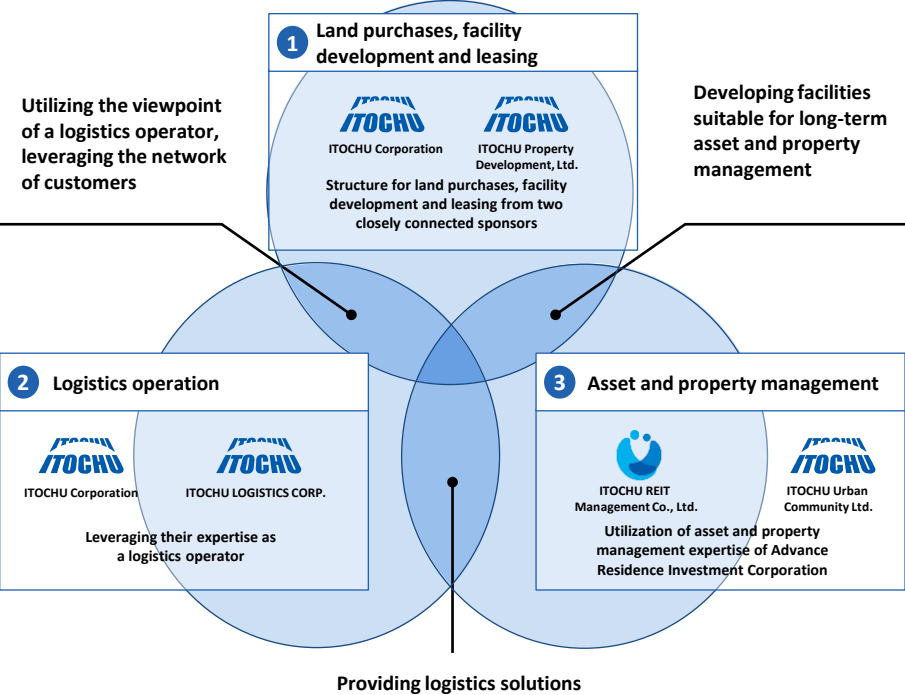 1
Land purchases, facility
development and leasing
Utilizing the viewpoint
of a logistics operator,
leveraging the network
of customers
Developing facilities
suitable for long-term
asset and property
management
ITOCHU
ITOCHU Corporation
ITOCHU
ITOCHU Property
Development, Ltd.
Structure for land purchases, facility
development and leasing from two
closely connected sponsors
2
Logistics operation
ITOCHU
ITOCHU Corporation
ITOCHU
ITOCHU LOGISTICS CORP.
Leveraging their expertise as
a logistics operator
3
Asset and property management
ITOCHU REIT
Management Co., Ltd.
ITOCHU
ITOCHU Urban
Community Ltd.
Utilization of asset and property
management expertise of Advance
Residence Investment Corporation
Providing logistics solutions